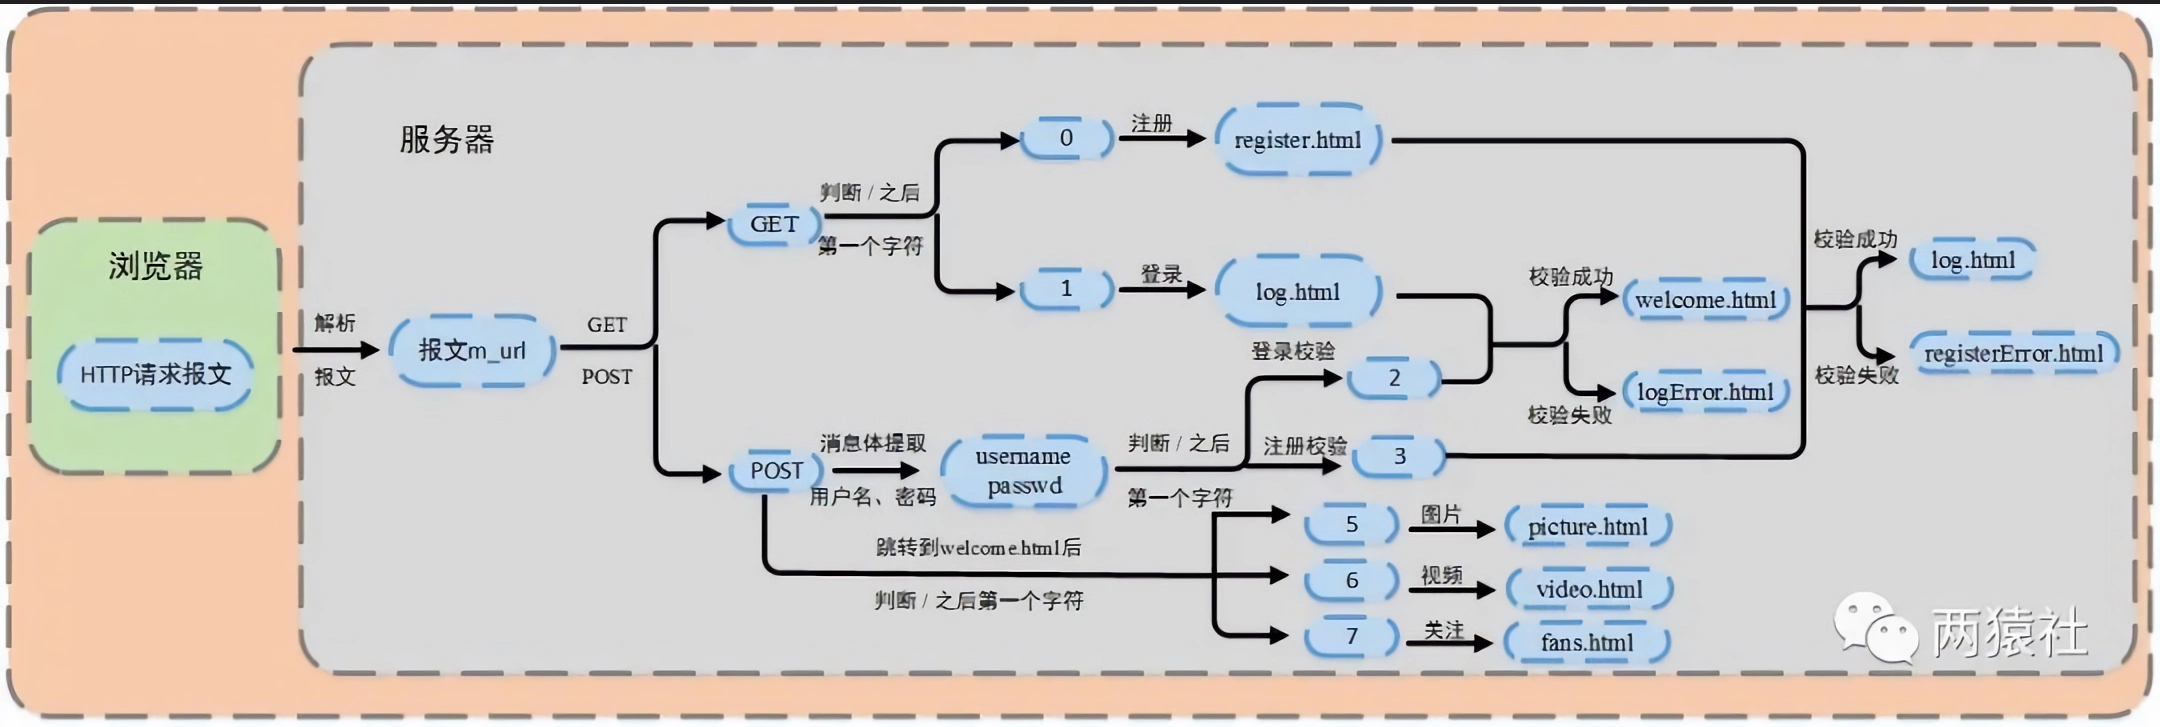 服务器
浏览器
HTTP请求报文
解析
报文
报文m_url
GET
POST
GET
判断 / 之后
第一个字符
0
注册
register.html
1
登录
log.html
校验成功
welcome.html
校验失败
logError.html
校验成功
log.html
校验失败
registerError.html
POST
消息体提取
用户名、密码
username
passwd
判断 / 之后
第一个字符
登录校验
2
注册校验
3
跳转到welcome.html后
判断 / 之后第一个字符
5
图片
picture.html
6
视频
video.html
7
关注
fans.html
两猿社